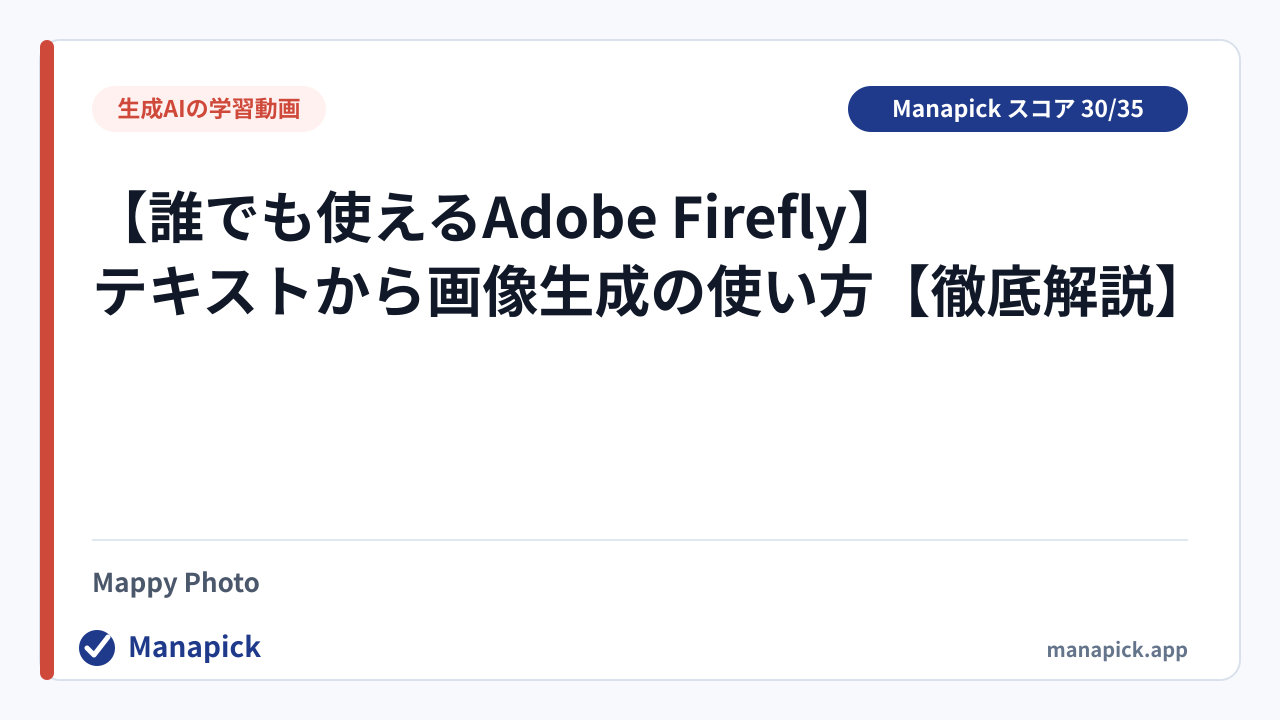 生成AIの学習動画
Manapick スコア 30/35
【誰でも使えるAdobe Firefly】
テキストから画像生成の使い方【徹底解説】
Mappy Photo
Manapick
manapick.app